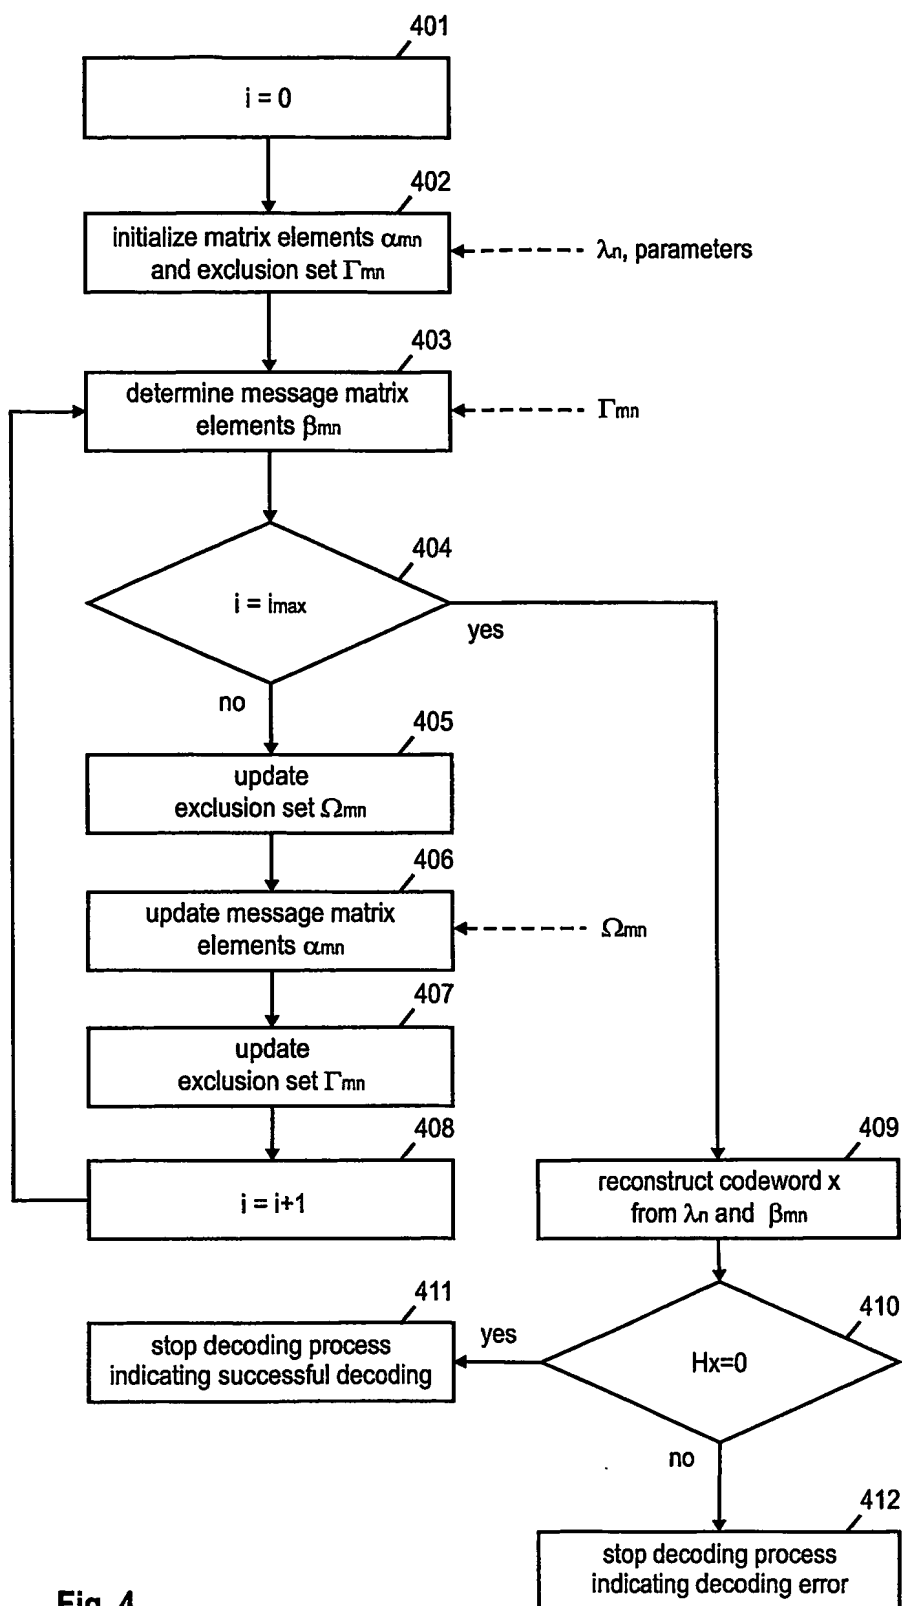 401
i = 0
402
initialize matrix elements αmn
and exclusion set Γmn
λn, parameters
403
determine message matrix
elements βmn
Γmn
404
i = imax
yes
no
405
update
exclusion set Ωmn
406
update message matrix
elements αmn
Ωmn
407
update
exclusion set Γmn
408
i = i+1
409
reconstruct codeword x
from λn and βmn
411
stop decoding process
indicating successful decoding
yes
410
Hx=0
no
412
stop decoding process
indicating decoding error
Fig. 4